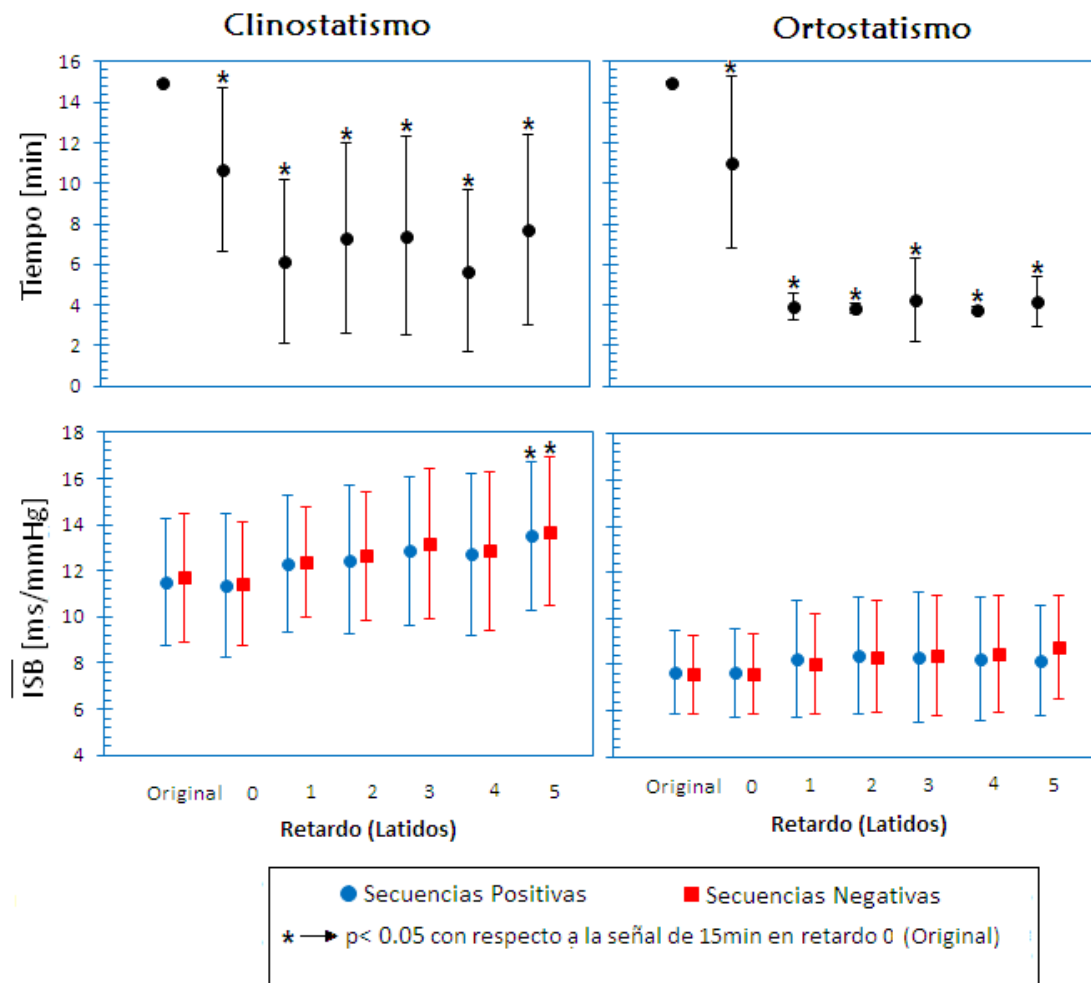 Clinostatismo
Ortostatismo
Tiempo [min]
16
14
12
10
8
6
4
2
0
* * * * * *
* * * * * *
ISB [ms/mmHg]
18
16
14
12
10
8
6
4
* *
Original 0 1 2 3 4 5
Retardo (Latidos)
Original 0 1 2 3 4 5
Retardo (Latidos)
Secuencias Positivas
Secuencias Negativas
* p< 0.05 con respecto a la señal de 15min en retardo 0 (Original)